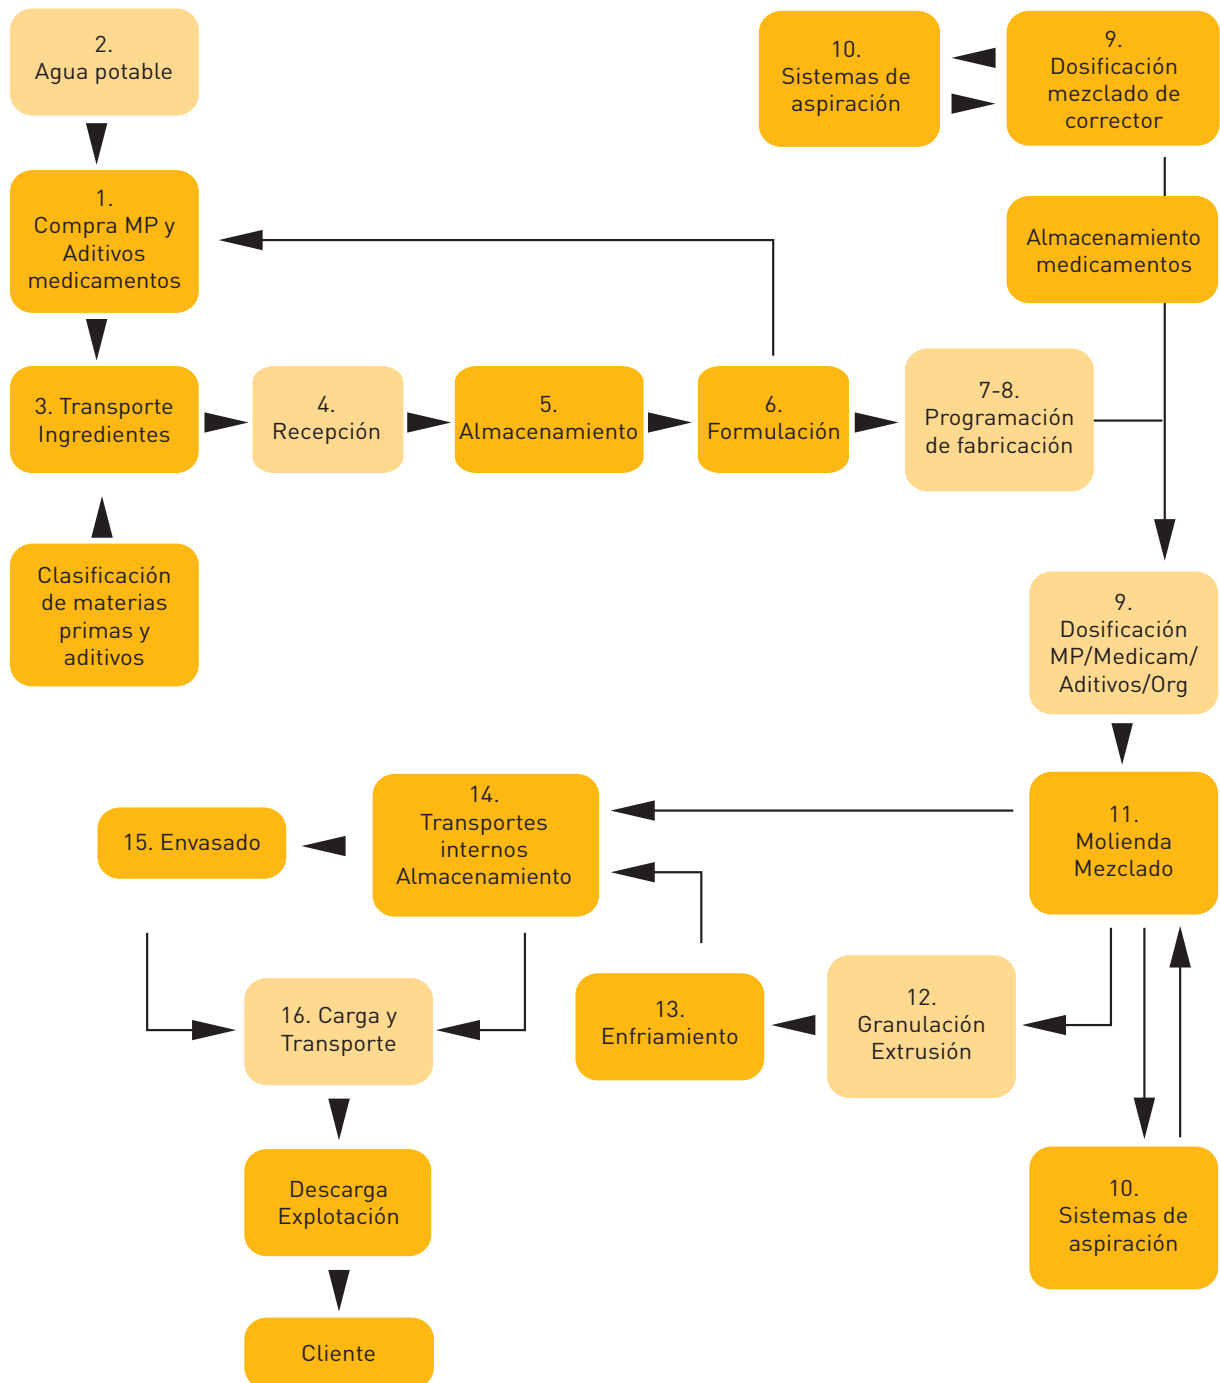 2.
Agua potable
10.
Sistemas de
aspiración
9.
Dosificación
mezclado de
corrector
1.
Compra MP y
Aditivos
medicamentos
Almacenamiento
medicamentos
3. Transporte
Ingredientes
4.
Recepción
5.
Almacenamiento
6.
Formulación
7-8.
Programación
de fabricación
Clasificación
de materias
primas y
aditivos
9.
Dosificación
MP/Medicam/
Aditivos/Org
15. Envasado
14.
Transportes
internos
Almacenamiento
11.
Molienda
Mezclado
16. Carga y
Transporte
13.
Enfriamiento
12.
Granulación
Extrusión
Descarga
Explotación
10.
Sistemas de
aspiración
Cliente